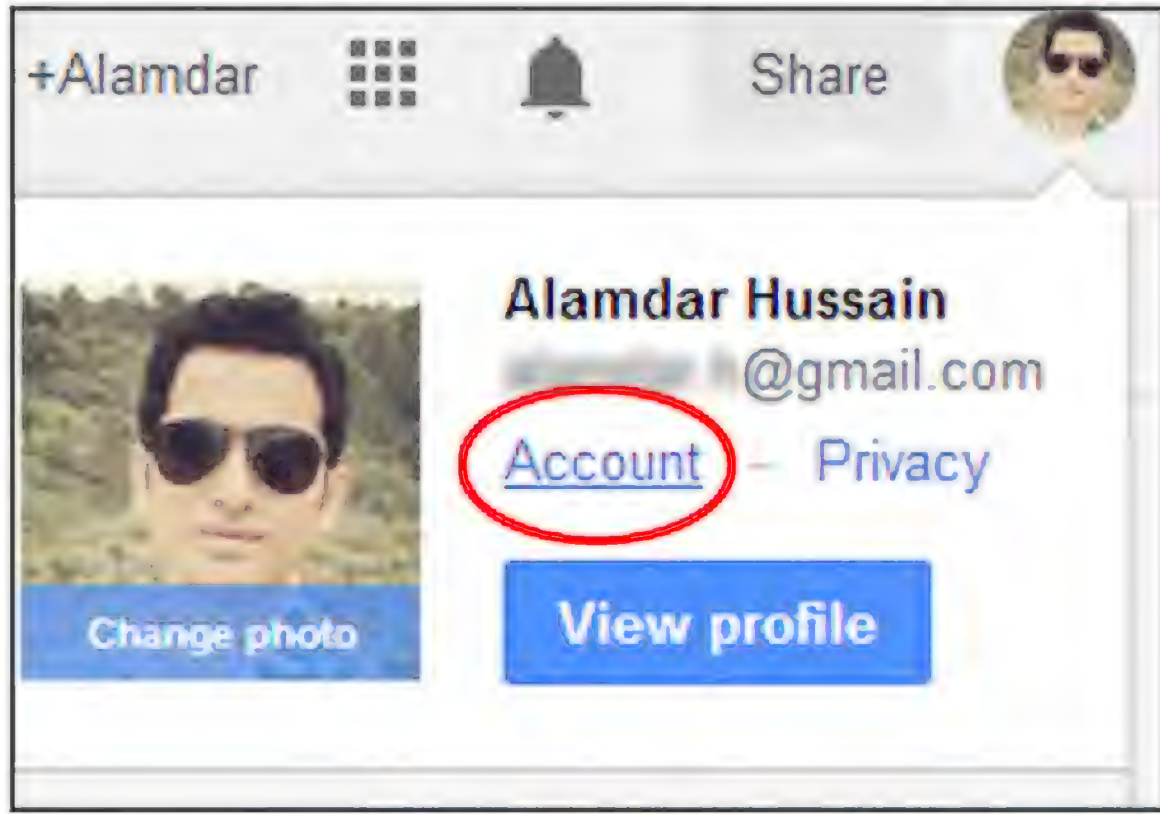 +Alamdar Share
Alamdar Hussain
@gmail.com
Account – Privacy
Change photo
View profile